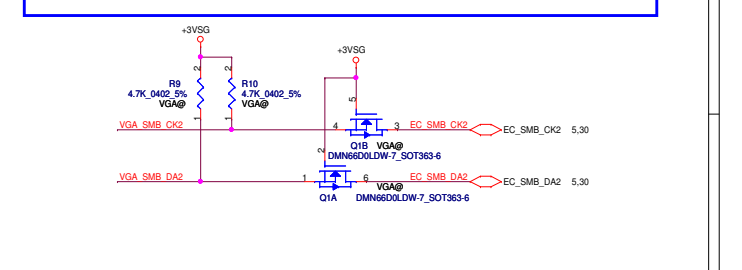 +3VSG
+3VSG
2
2
R9
4.7K_0402_5%
VGA@
R10
4.7K_0402_5%
VGA@
1
1
5
VGA_SMB_CK2
4
3
EC_SMB_CK2
EC_SMB_CK2 5,30
Q1B VGA@
DMN66D0LDW-7_SOT363-6
2
VGA_SMB_DA2
1
6
EC_SMB_DA2
EC_SMB_DA2 5,30
VGA@
Q1A
DMN66D0LDW-7_SOT363-6